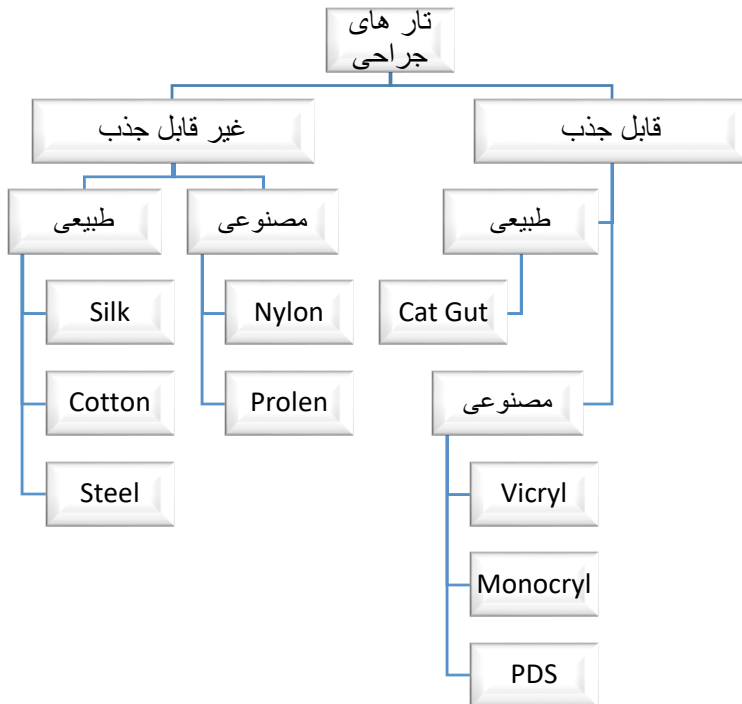 تار های
جراحی
قابل جذب
غیر قابل جذب
طبیعی
مصنوعی
طبیعی
Silk
Nylon
Cat Gut
Cotton
Prolen
مصنوعی
Steel
Vicryl
Monocryl
PDS